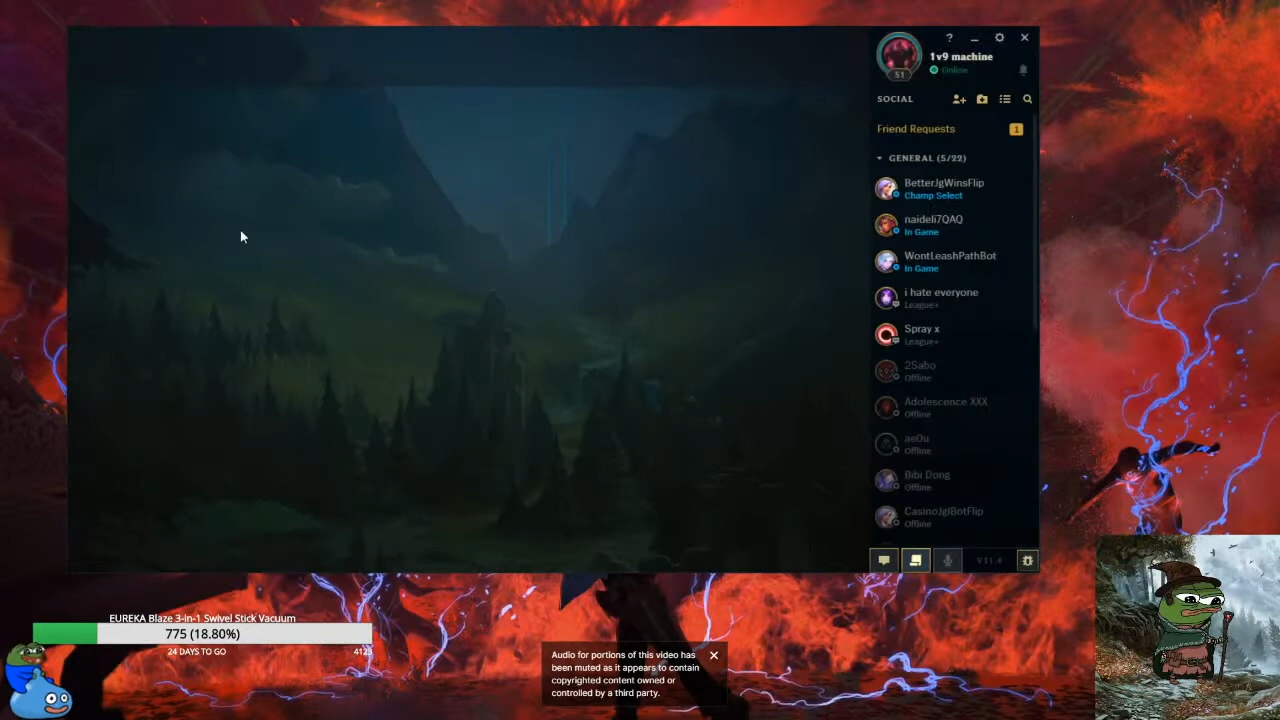 ?
1v9 machine
51
Online
SOCIAL
Friend Requests
1
GENERAL (5/22)
BetterJgWinsFlip
Champ Select
naideli7QAQ
In Game
WontLeashPathBot
In Game
i hate everyone
League+
Spray x
League+
2Sabo
Offline
Adolescence XXX
Offline
ae0u
Offline
Bibi Dong
Offline
CasinoJglBotFlip
Offline
V11.4
EUREKA Blaze 3-in-1 Swivel Stick Vacuum
775 (18.80%)
24 DAYS TO GO
4123
Audio for portions of this video has
been muted as it appears to contain
copyrighted content owned or
controlled by a third party.